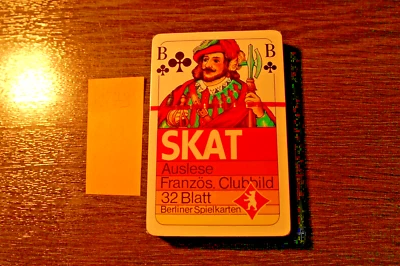 B B
SKAT
Auslese
Französ. Clubbild
32 Blatt
Berliner Spielkarten